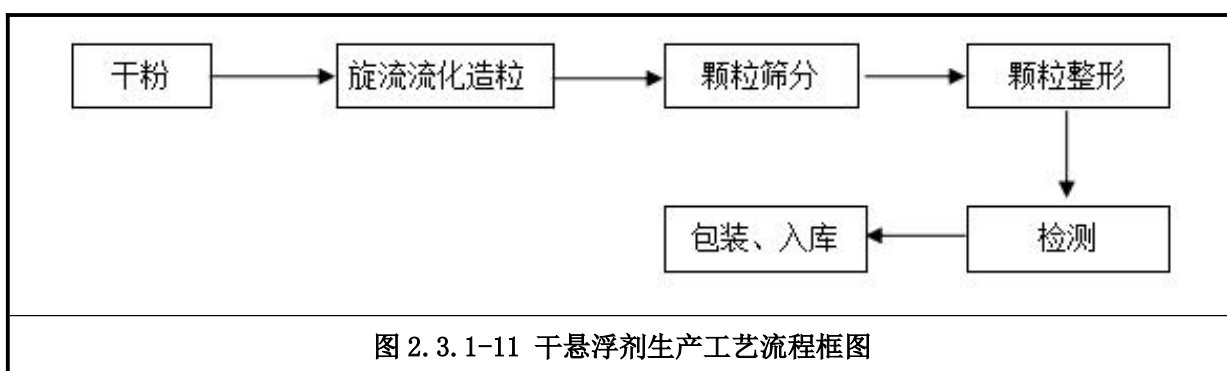 干粉
旋流流化造粒
颗粒筛分
颗粒整形
检测
包装、入库
图 2.3.1-11 干悬浮剂生产工艺流程框图